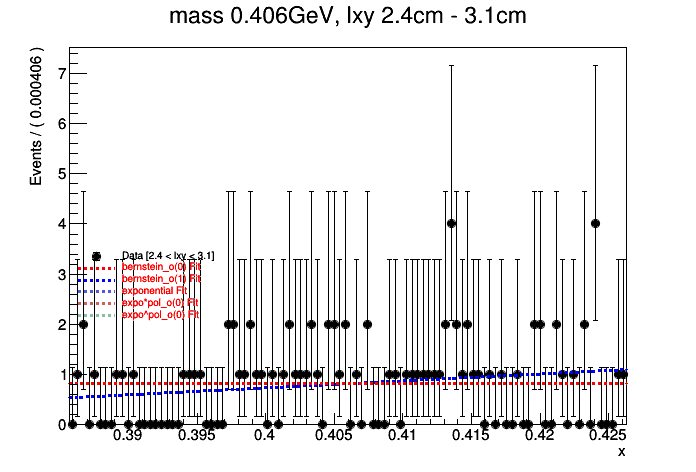 mass 0.406GeV, lxy 2.4cm - 3.1cm
Events / ( 0.000406 )
7
6
5
4
3
2
1
0
Data [2.4 < lxy < 3.1]
bernstein_o(0) Fit
bernstein_o(1) Fit
exponential Fit
expo*pol_o(0) Fit
expo^pol_o(0) Fit
0.39 0.395 0.4 0.405 0.41 0.415 0.42 0.425
x